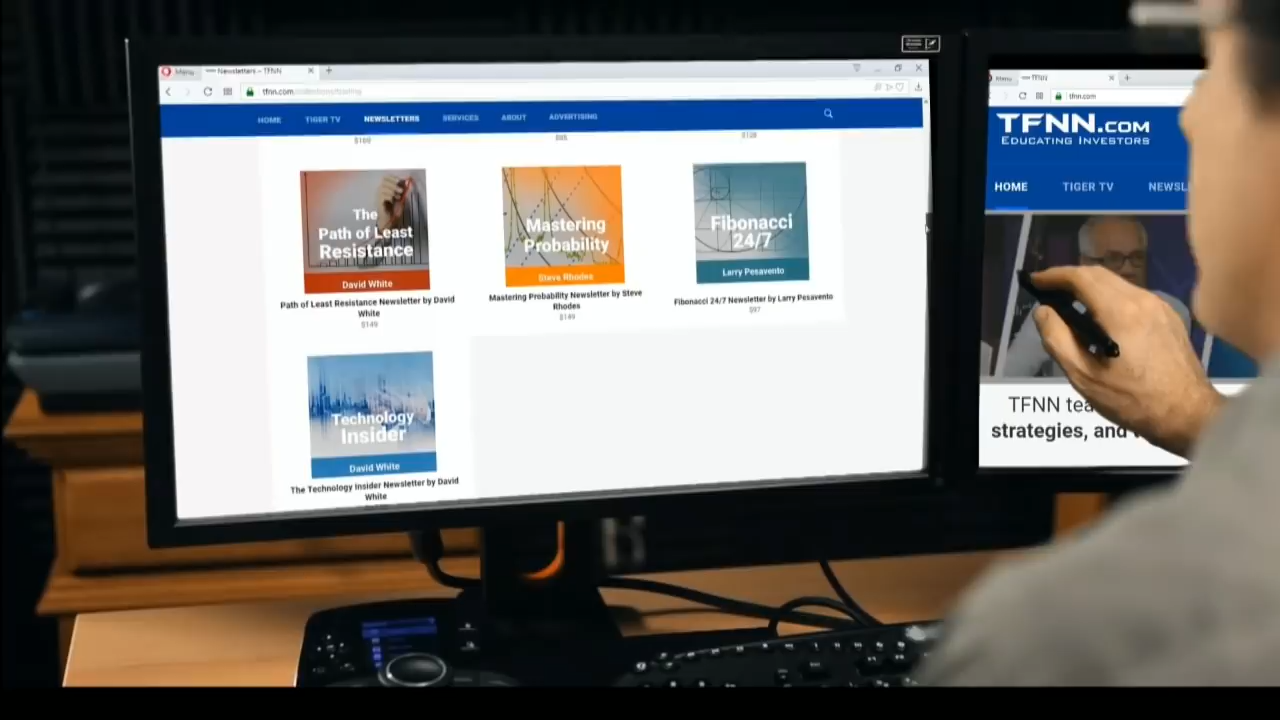 Menu
Newsletters – TFNN
tfnn.com
HOME
TIGER TV
NEWSLETTERS
SERVICES
ABOUT
ADVERTISING
$169
$85
The
Path of Least
Resistance
David White
Path of Least Resistance Newsletter by David
White
$149
Mastering
Probability
Steve Rhodes
Mastering Probability Newsletter by Steve
Rhodes
$149
Fibonacci
24/7
Larry Pesavento
Fibonacci 24/7 Newsletter by Larry Pesavento
$97
Technology
Insider
David White
The Technology Insider Newsletter by David
White
Menu
TFNN
tfnn.com
TFNN.COM
EDUCATING INVESTORS
HOME
TIGER TV
NEWSL
TFNN tea
strategies, and